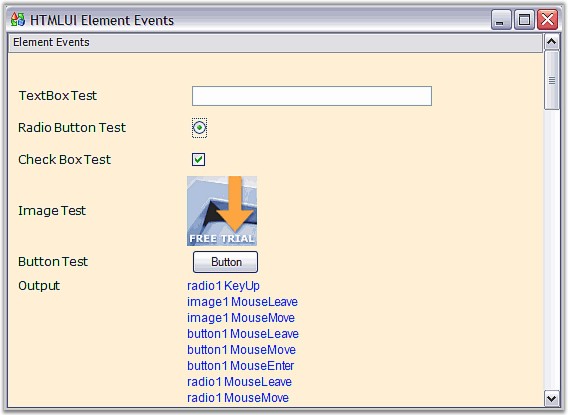 HTMLUI Element Events
Element Events
TextBox Test
Radio Button Test
Check Box Test
Image Test
FREE TRIAL
Button Test
Button
Output
radio1 KeyUp
image1 MouseLeave
image1 MouseMove
button1 MouseLeave
button1 MouseMove
button1 MouseEnter
radio1 MouseLeave
radio1 MouseMove